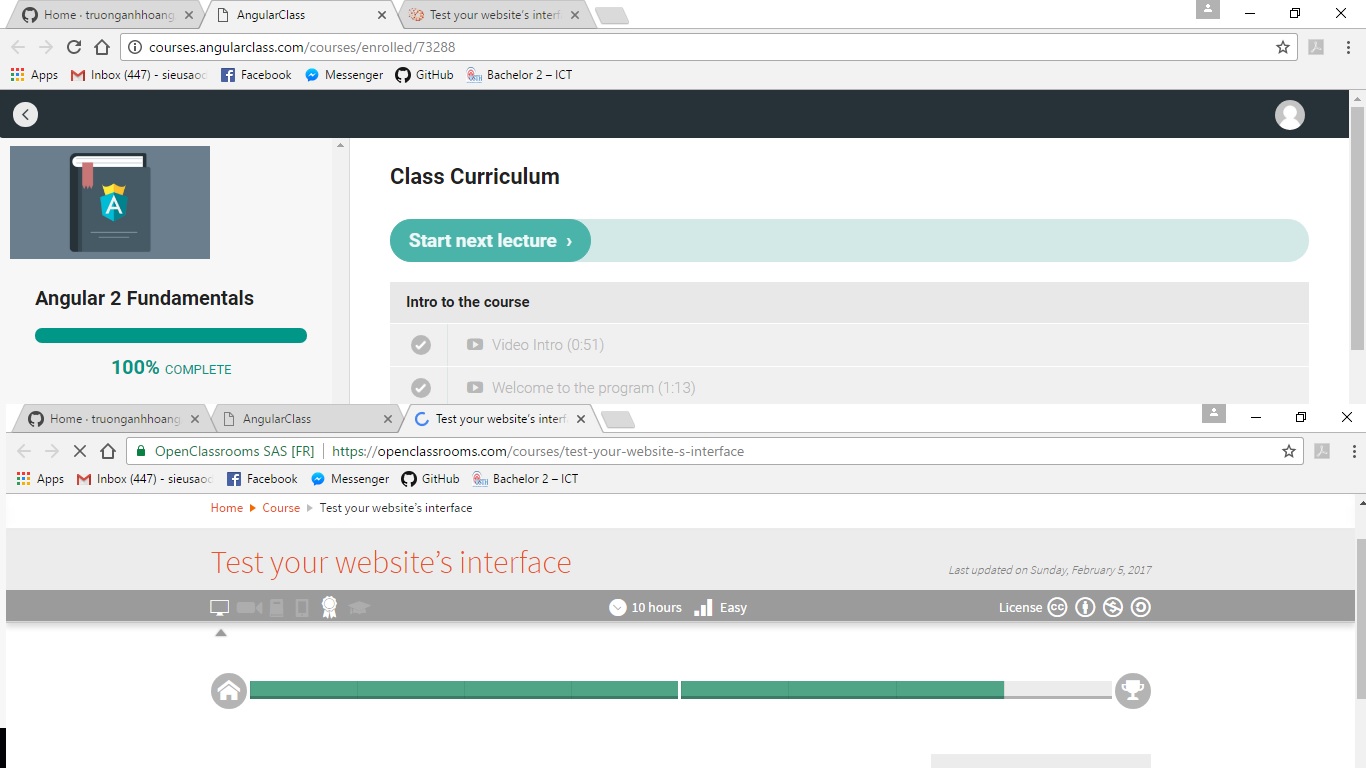 Home · truonganhhoang
AngularClass
Test your website's interf
courses.angularclass.com/courses/enrolled/73288
Apps
Inbox (447) - sieusaoc
Facebook
Messenger
GitHub
Bachelor 2 – ICT
A
Angular 2 Fundamentals
100% COMPLETE
Class Curriculum
Start next lecture ›
Intro to the course
Video Intro (0:51)
Welcome to the program (1:13)
Home · truonganhhoang
AngularClass
Test your website's interf
OpenClassrooms SAS [FR]
https://openclassrooms.com/courses/test-your-website-s-interface
Apps
Inbox (447) - sieusaoc
Facebook
Messenger
GitHub
Bachelor 2 – ICT
Home
Course
Test your website's interface
Test your website's interface
Last updated on Sunday, February 5, 2017
10 hours
Easy
License
cc